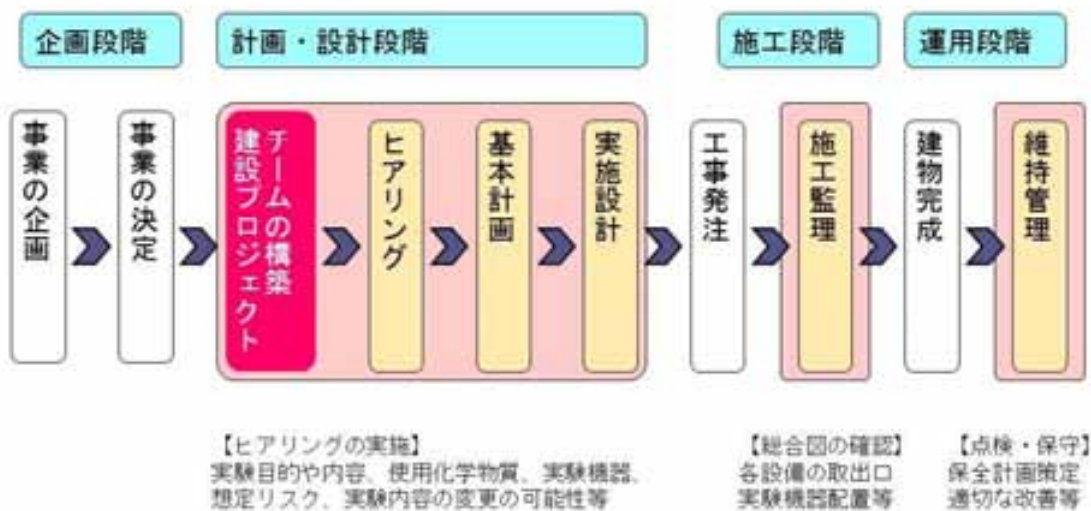 企画段階
計画・設計段階
施工段階
運用段階
事業の企画
事業の決定
チームの構築
建設プロジェクト
ヒアリング
基本計画
実施設計
工事発注
施工監理
建物完成
維持管理
【ヒアリングの実施】
実験目的や内容、使用化学物質、実験機器、
想定リスク、実験内容の変更の可能性等
【総合図の確認】
各設備の取出口
実験機器配置等
【点検・保守】
保全計画策定
適切な改善等